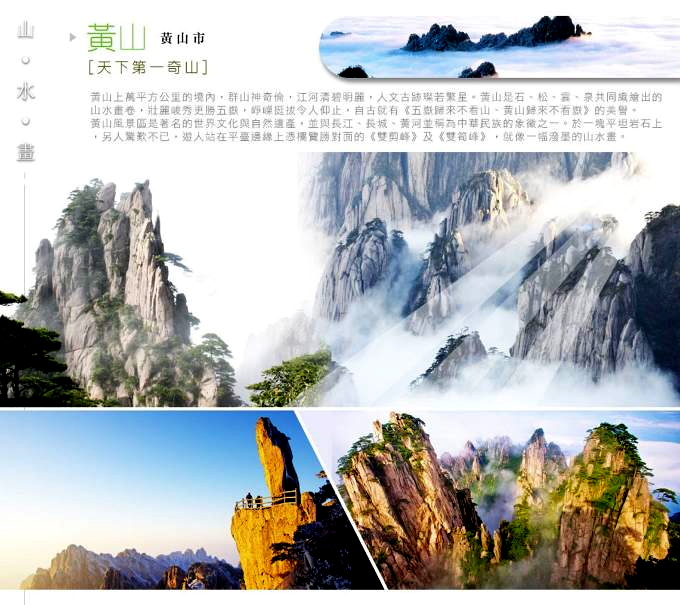 山•水•畫
黃山 黃山市
[天下第一奇山]
黃山上萬平方公里的境內，群山神奇倚，江河清碧明麗，人文古跡璨若繁星。黃山是石、松、雲、泉共同織繪出的
山水畫卷，壯麗峻秀更勝五嶽，崢嶸挺拔令人仰止，自古就有《五嶽歸來不看山、黃山歸來不看嶽》的美譽。
黃山風景區是著名的世界文化與自然遺產，並與長江、長城、黃河並稱為中華民族的象徵之一。於一塊平坦岩石上
，另人驚歎不已，遊人站在平臺邊緣上憑欄覽勝對面的《雙剪峰》及《雙筍峰》，就像一幅潑墨的山水畫。